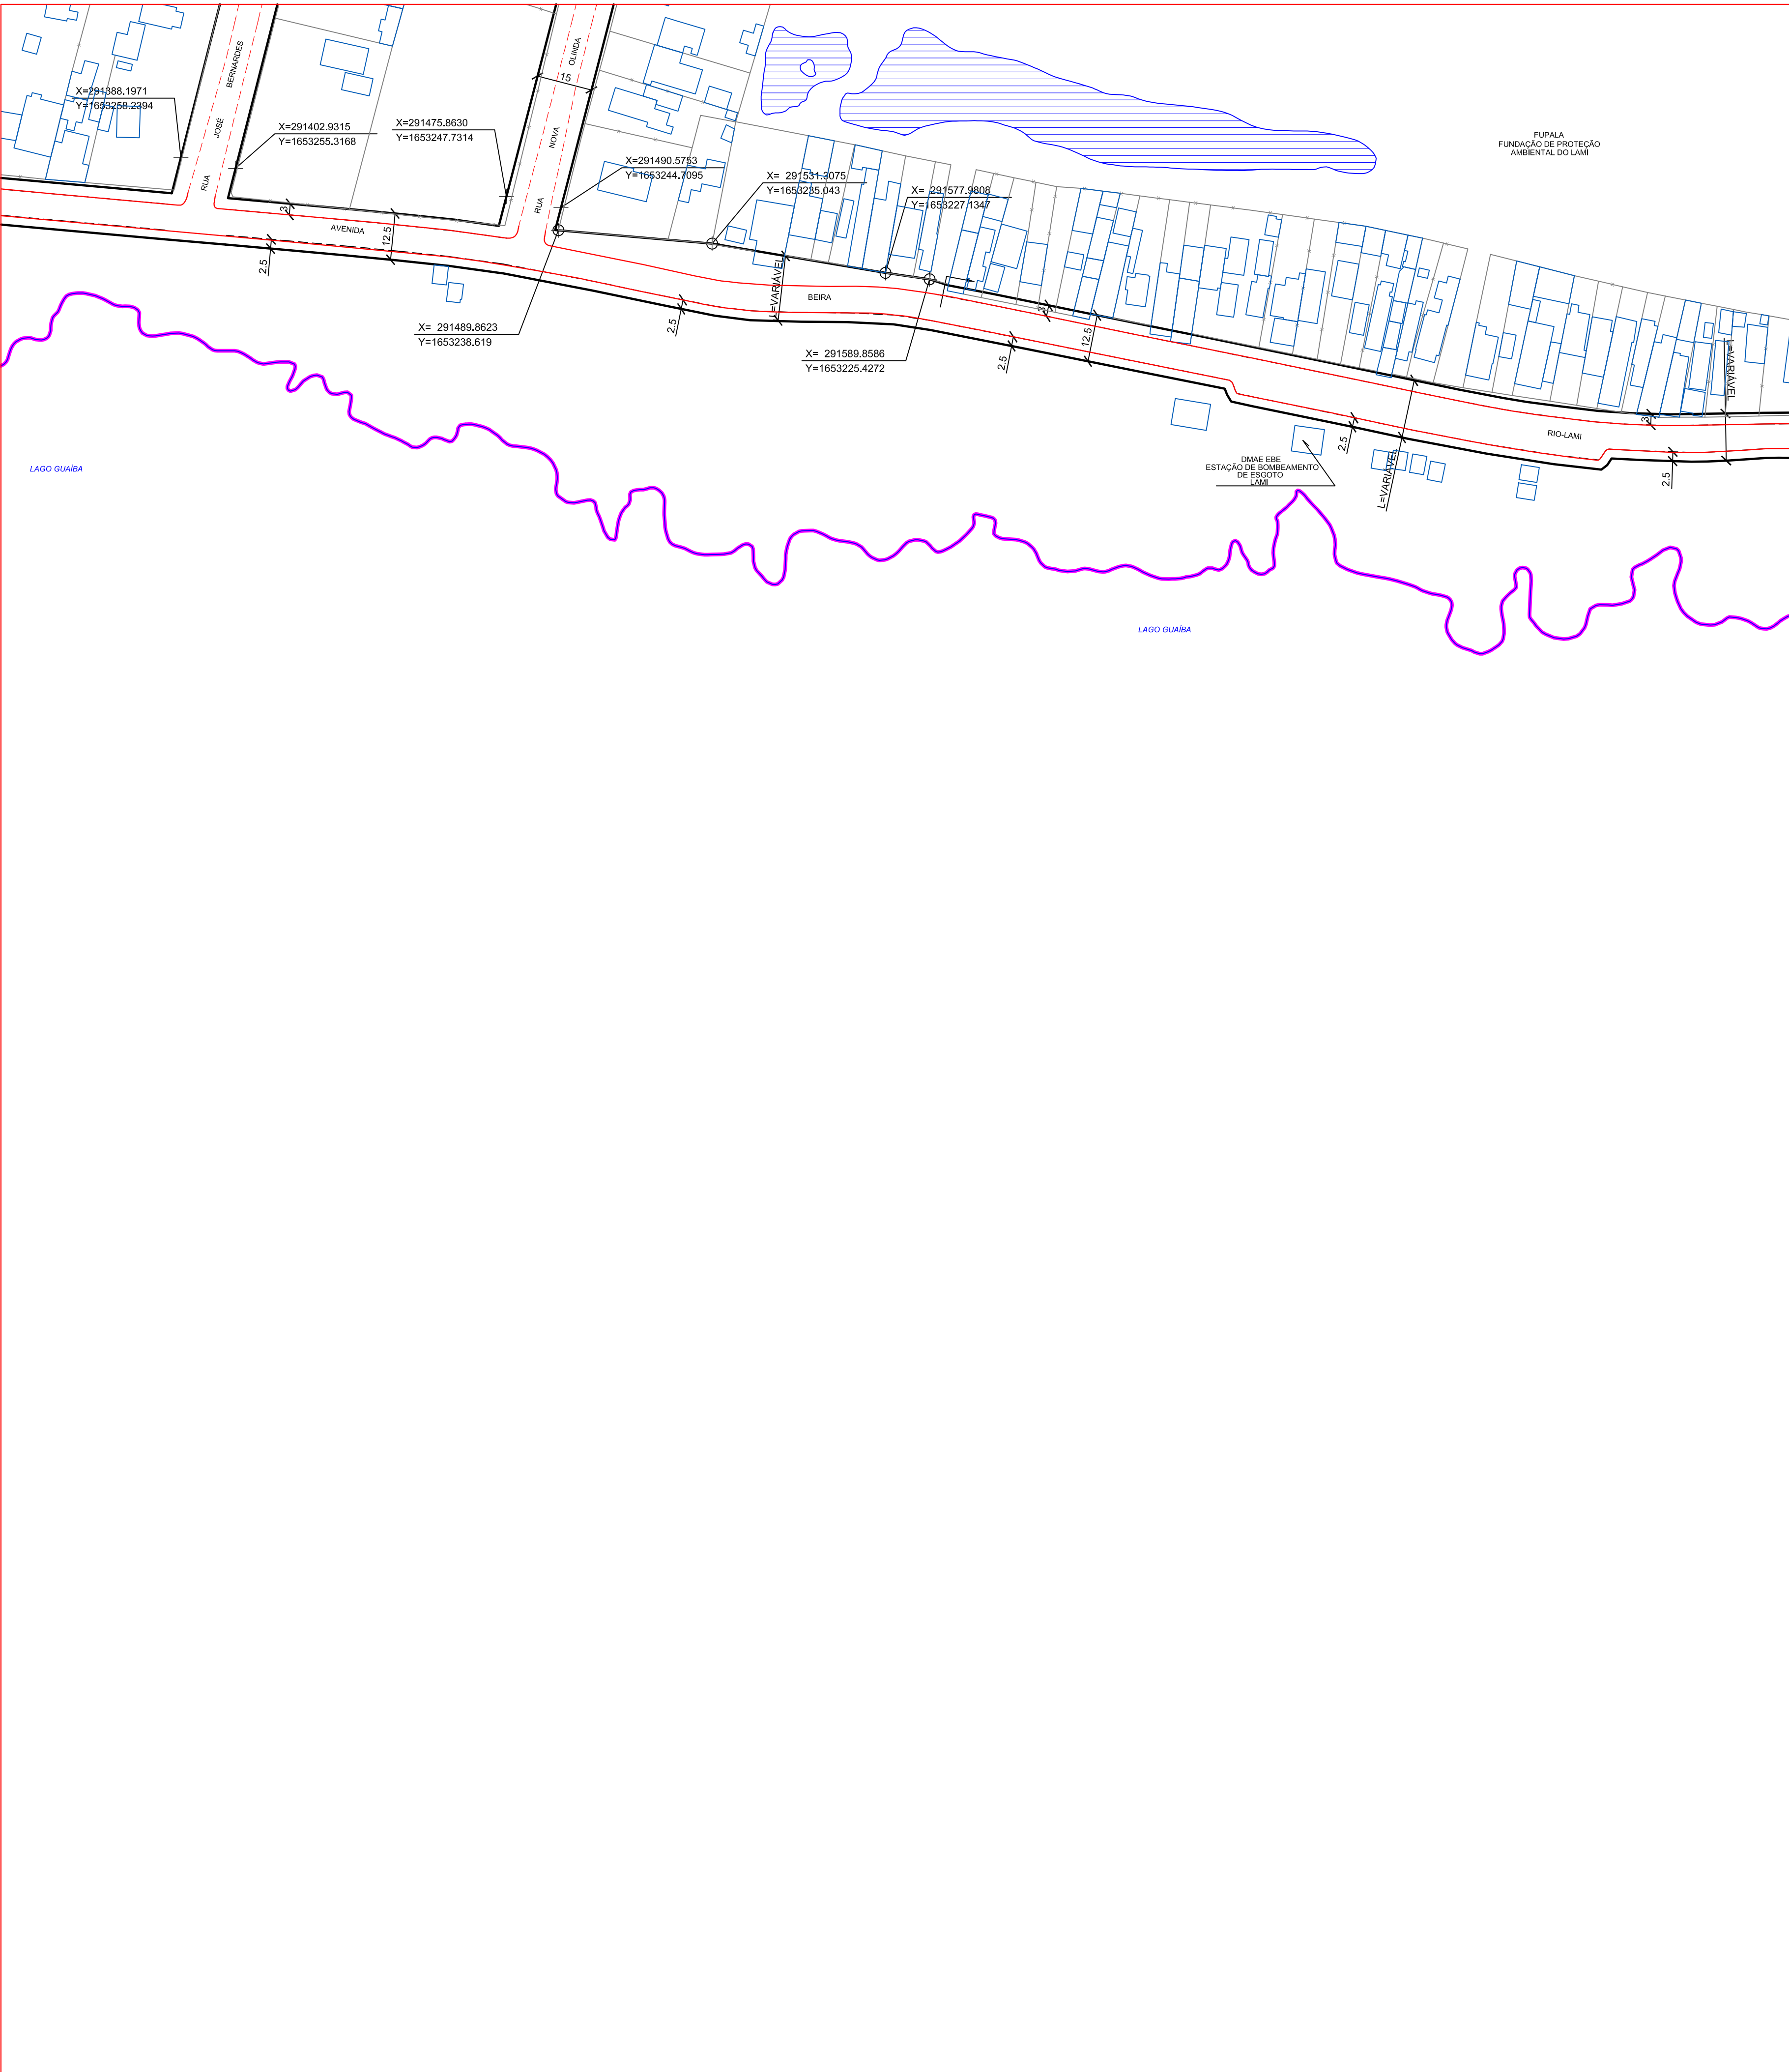 BERNARDES
JOSÉ
RUA
X=291388.1971
Y=1653258.2394
X=291402.9315
Y=1653255.3168
X=291475.8630
Y=1653247.7314
OLINDA
NOVA
RUA
15
X=291490.5753
Y=1653244.7095
X= 291531.3075
Y=1653235.043
X= 291577.9808
Y=1653227.1347
FUPALA
FUNDAÇÃO DE PROTEÇÃO
AMBIENTAL DO LAMI
3
AVENIDA
12.5
2.5
X= 291489.8623
Y=1653238.619
2.5
L=VARIÁVEL
BEIRA
X= 291589.8586
Y=1653225.4272
2.5
3
12.5
DMAE EBE
ESTAÇÃO DE BOMBEAMENTO
DE ESGOTO
LAMI
2.5
L=VARIÁVEL
RIO-LAMI
3
L=VARIÁVEL
2.5
LAGO GUAÍBA
LAGO GUAÍBA